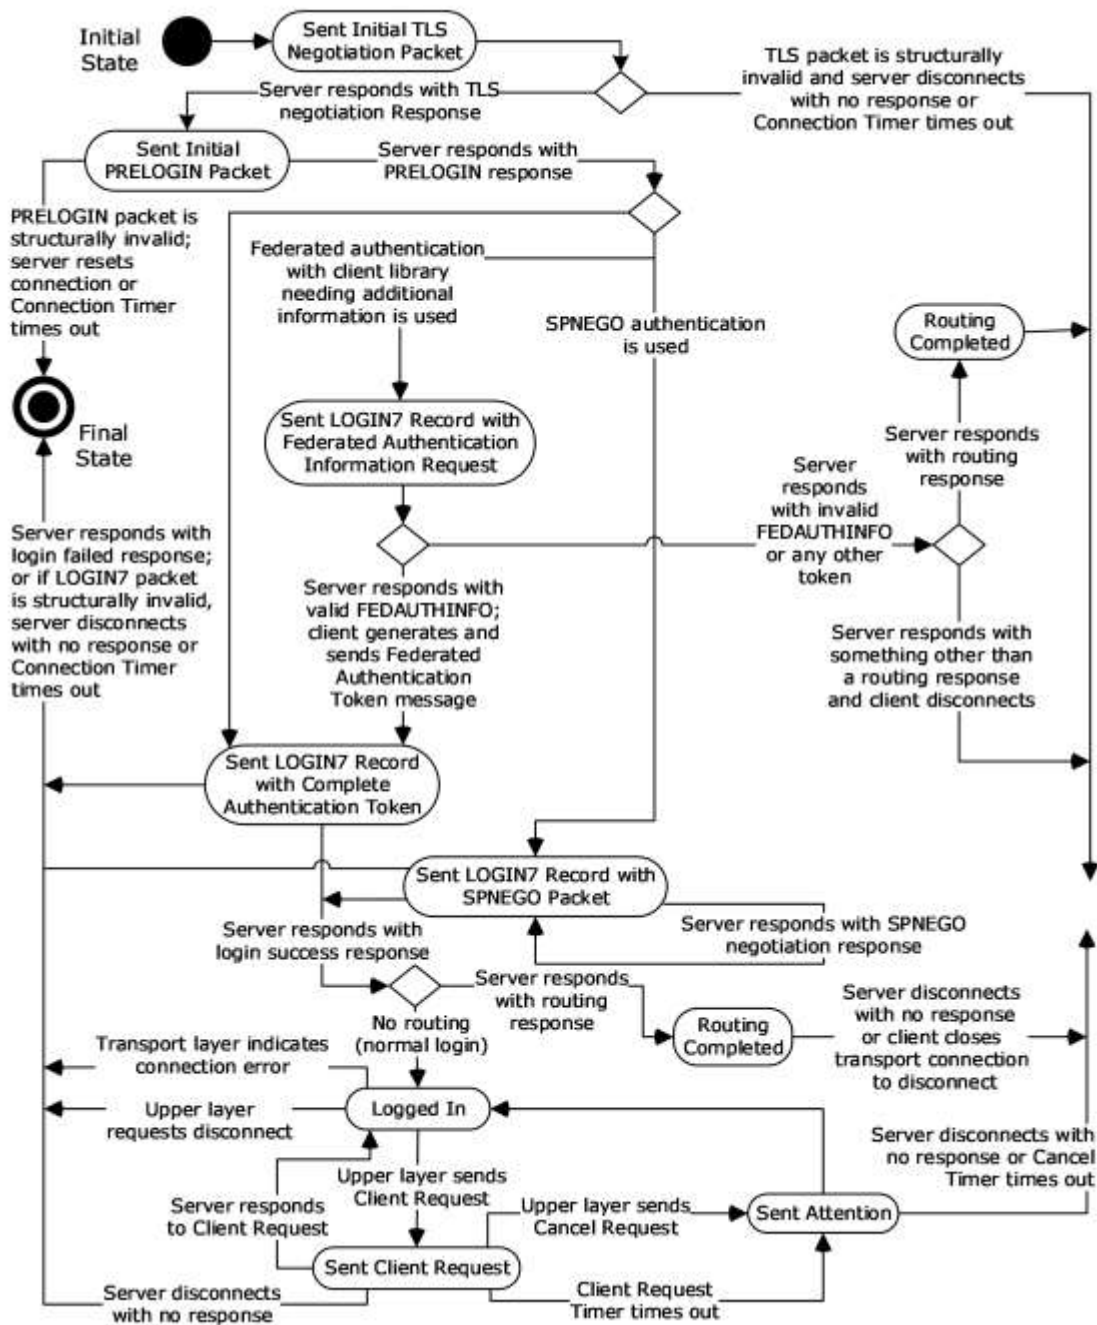 Initial
State
Sent Initial TLS
Negotiation Packet
TLS packet is structurally
invalid and server disconnects
with no response or
Connection Timer times out
Server responds with TLS
negotiation Response
Sent Initial
PRELOGIN Packet
Server responds with
PRELOGIN response
PRELOGIN packet is
structurally invalid;
server resets
connection or
Connection Timer
times out
Federated authentication
with client library
needing additional
information is used
SPNEGO authentication
is used
Routing
Completed
Final
State
Sent LOGIN7 Record with
Federated Authentication
Information Request
Server responds
with routing
response
Server
responds
with invalid
FEDAUTHINFO
or any other
token
Server responds with
login failed response;
or if LOGIN7 packet
is structurally invalid,
server disconnects
with no response or
Connection Timer
times out
Server responds with
valid FEDAUTHINFO;
client generates and
sends Federated
Authentication
Token message
Server responds with
something other than
a routing response
and client disconnects
Sent LOGIN7 Record
with Complete
Authentication Token
Sent LOGIN7 Record with
SPNEGO Packet
Server responds with SPNEGO
negotiation response
Server responds with
login success response
Server responds
with routing
response
Routing
Completed
Server disconnects
with no response
or client closes
transport connection
to disconnect
No routing
(normal login)
Transport layer indicates
connection error
Logged In
Upper layer
requests disconnect
Server disconnects with
no response or Cancel
Timer times out
Upper layer sends
Client Request
Server responds
to Client Request
Upper layer sends
Cancel Request
Sent Attention
Sent Client Request
Server disconnects
with no response
Client Request
Timer times out